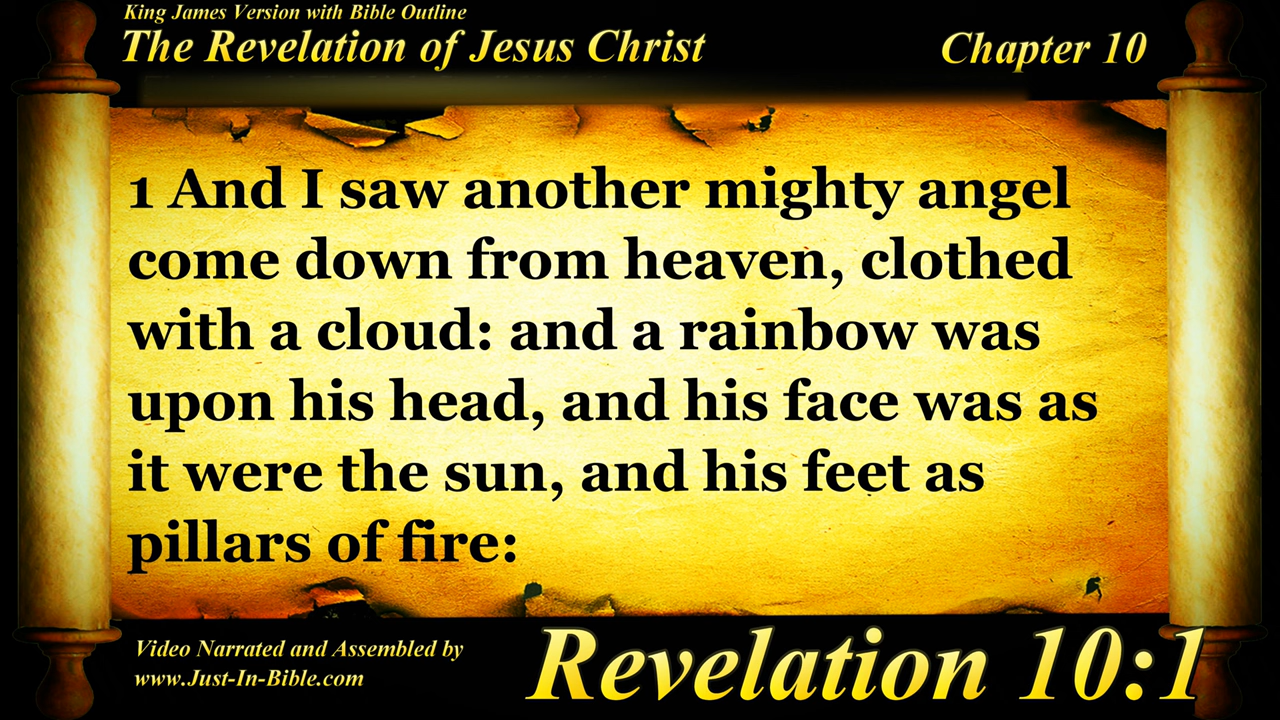 King James Version with Bible Outline
The Revelation of Jesus Christ
Chapter 10
1 And I saw another mighty angel
come down from heaven, clothed
with a cloud: and a rainbow was
upon his head, and his face was as
it were the sun, and his feet as
pillars of fire:
Video Narrated and Assembled by
www.Just-In-Bible.com
Revelation 10:1